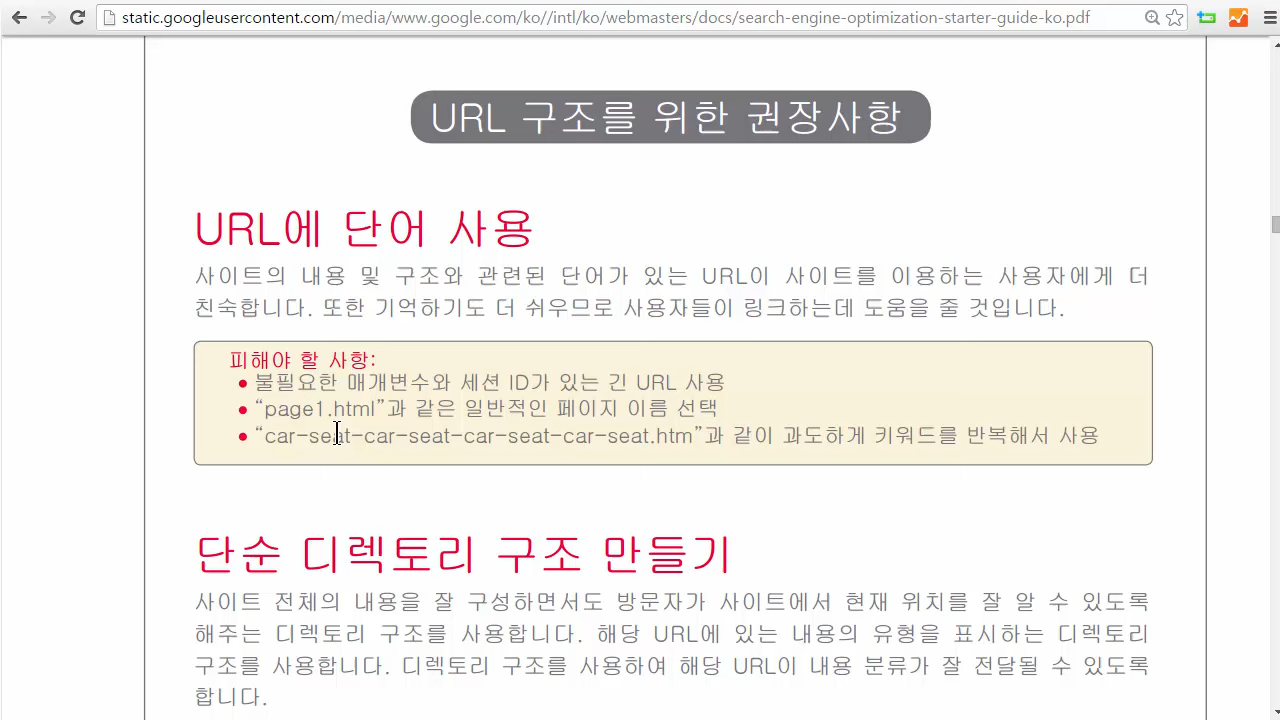 static.googleusercontent.com/media/www.google.com/ko//intl/ko/webmasters/docs/search-engine-optimization-starter-guide-ko.pdf
URL 구조를 위한 권장사항
URL에 단어 사용
사이트의 내용 및 구조와 관련된 단어가 있는 URL이 사이트를 이용하는 사용자에게 더
친숙합니다. 또한 기억하기도 더 쉬우므로 사용자들이 링크하는데 도움을 줄 것입니다.
피해야 할 사항:
● 불필요한 매개변수와 세션 ID가 있는 긴 URL 사용
● “page1.html”과 같은 일반적인 페이지 이름 선택
● “car-seat-car-seat-car-seat-car-seat.htm”과 같이 과도하게 키워드를 반복해서 사용
단순 디렉토리 구조 만들기
사이트 전체의 내용을 잘 구성하면서도 방문자가 사이트에서 현재 위치를 잘 알 수 있도록
해주는 디렉토리 구조를 사용합니다. 해당 URL에 있는 내용의 유형을 표시하는 디렉토리
구조를 사용합니다. 디렉토리 구조를 사용하여 해당 URL이 내용 분류가 잘 전달될 수 있도록
합니다.